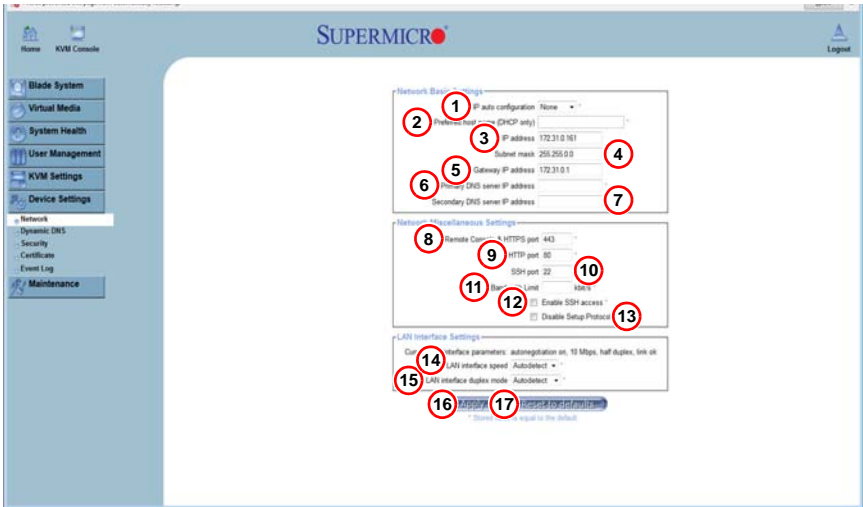 SUPERMICR
Home KVM Console
Logout
Blade System
Virtual Media
System Health
User Management
KVM Settings
Device Settings
Network
Dynamic DNS
Security
Certificate
Event Log
Maintenance
Network Basic
1 IP auto configuration None *
2 Preferred host (DHCP only) *
3 IP address 172.31.0.161
Subnet mask 255.255.0.0 4
5 Gateway IP address 172.31.0.1
6 Primary DNS server IP address
Secondary DNS server IP address 7
Network Miscellaneous Settings
8 Remote HTTPS port 443 *
9 HTTP port 80 *
SSH port 22 10
11 Limit kbit/s
12 Enable SSH access *
Disable Setup Protocol 13
LAN Interface Settings
interface parameters: autonegotiation on, 10 Mbps, half duplex, link ok
14 LAN interface speed Autodetect *
15 LAN interface duplex mode Autodetect *
16 Apply 17 Reset to defaults
* Stored is equal to the default.